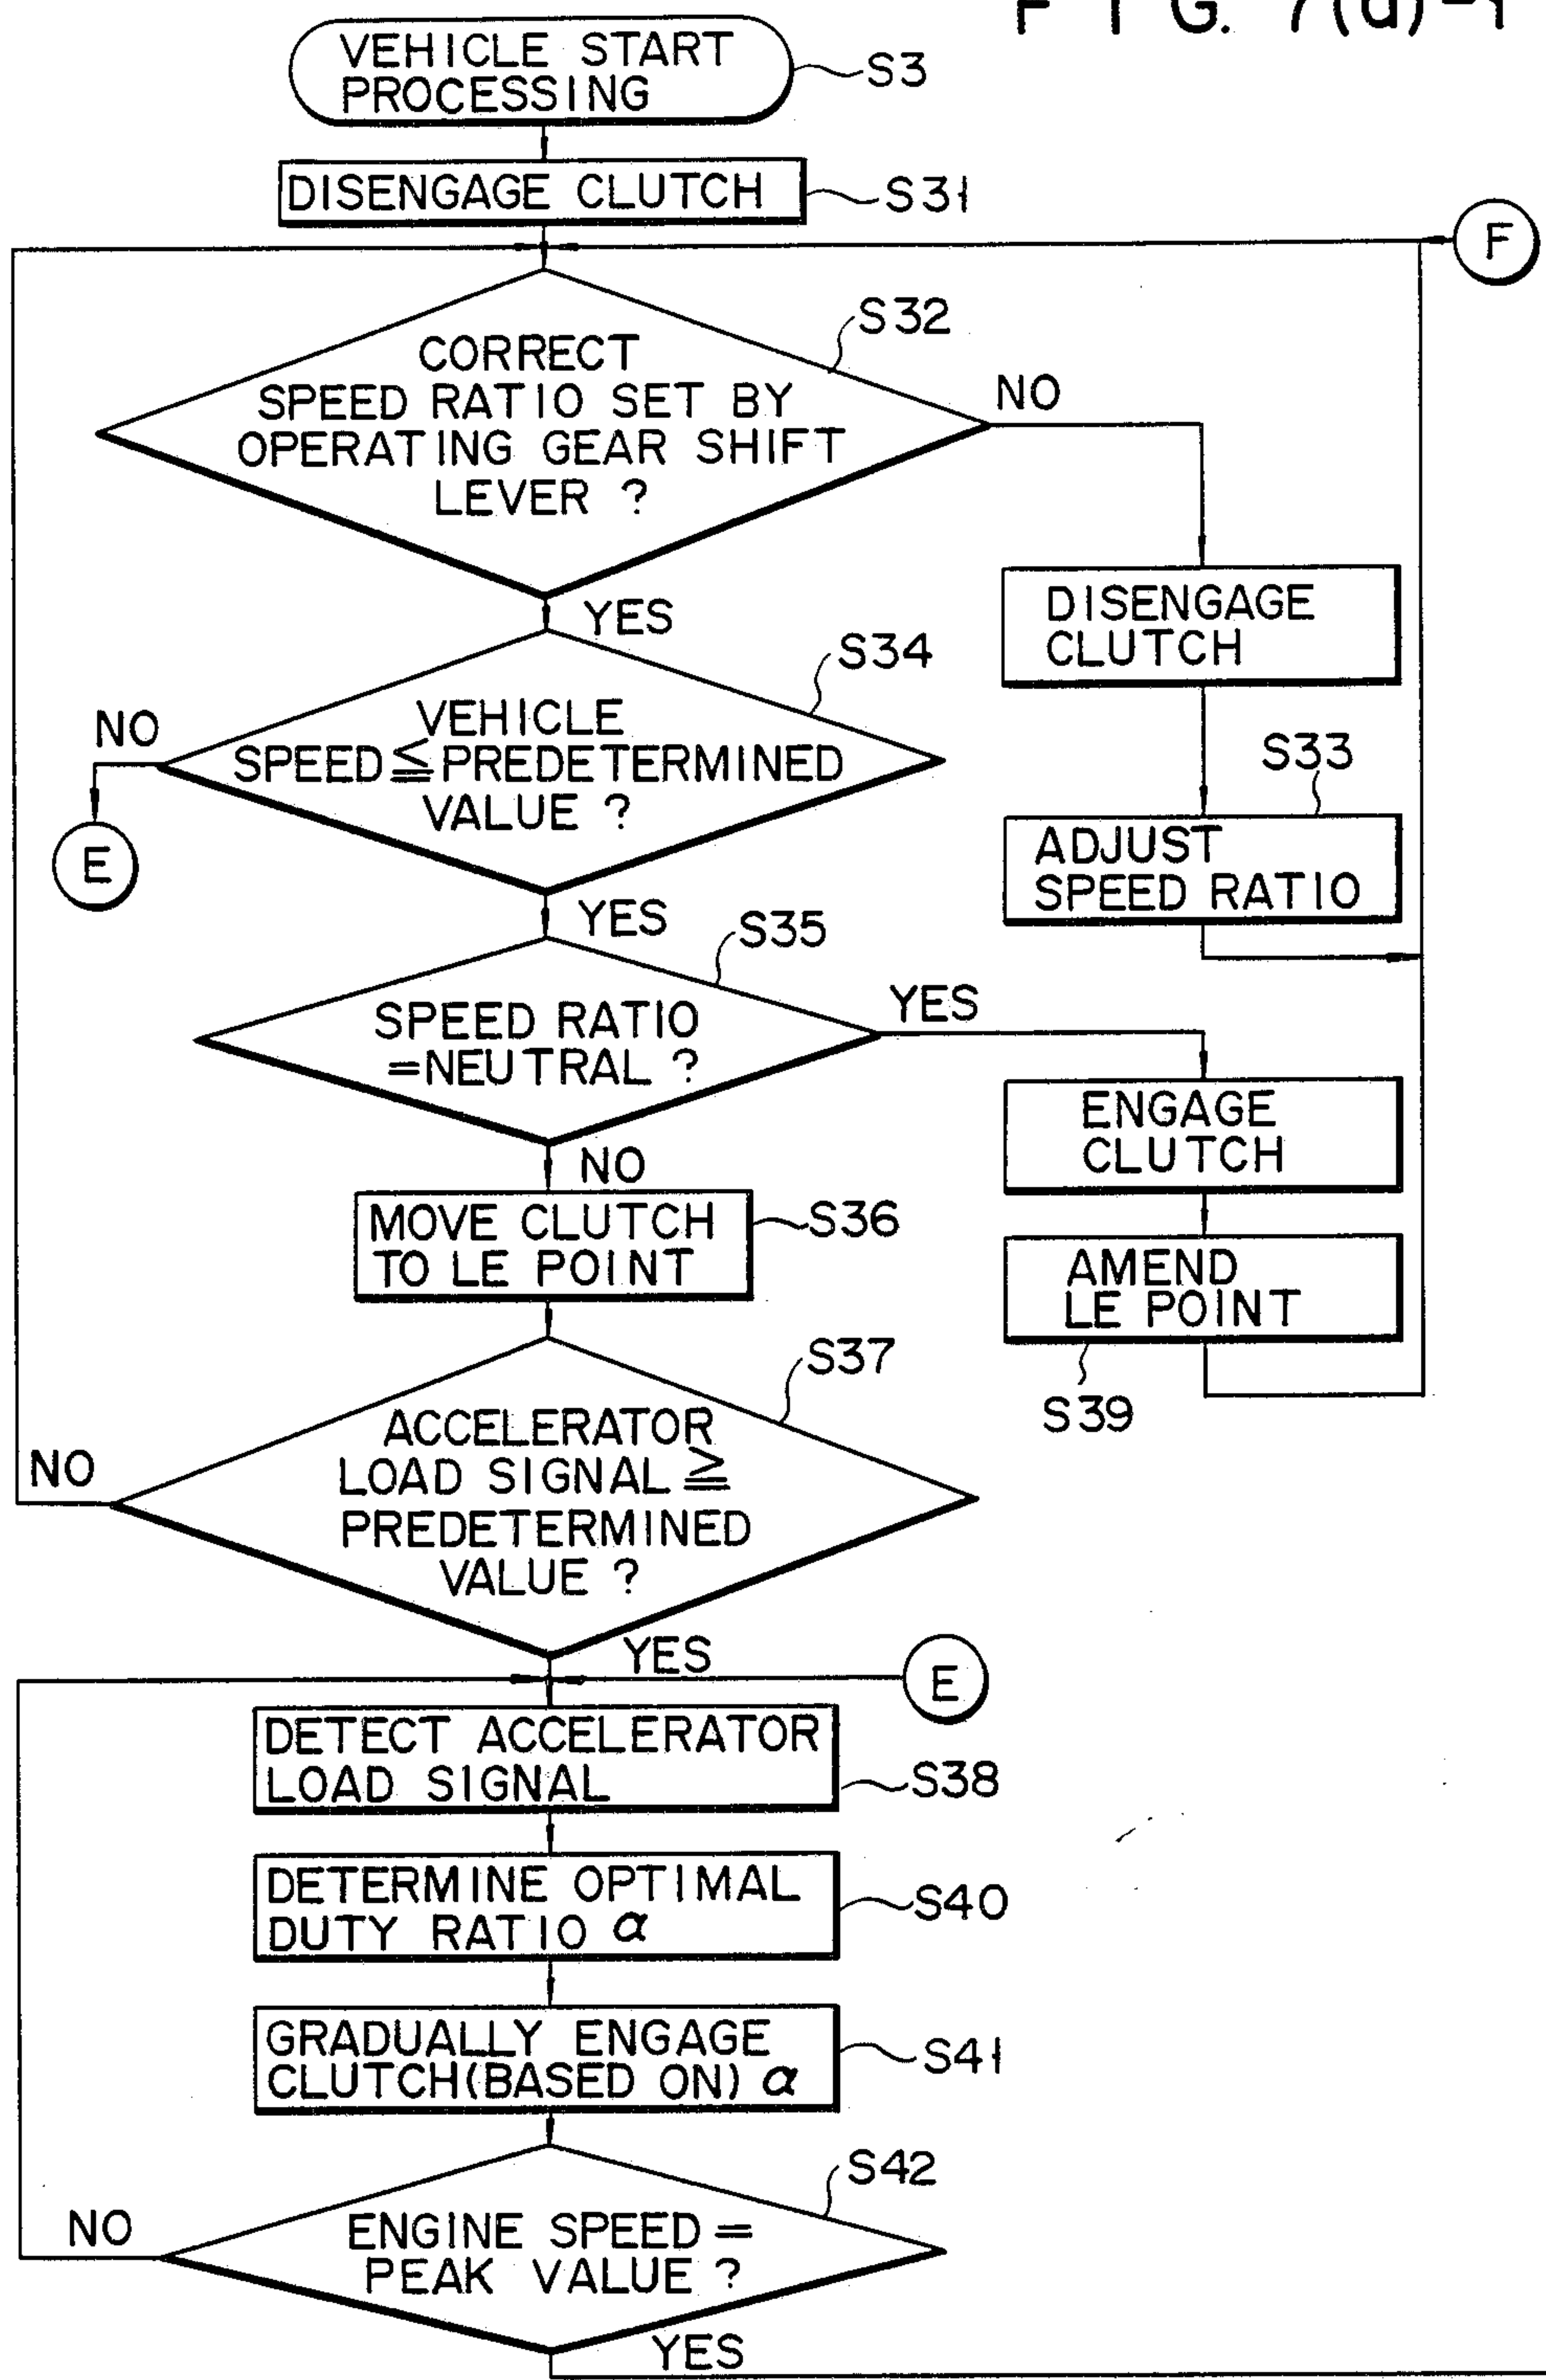 FIG. 7(d)-1
VEHICLE START
PROCESSING
S3
DISENGAGE CLUTCH
S31
F
S32
CORRECT
SPEED RATIO SET BY
OPERATING GEAR SHIFT
LEVER ?
NO
YES
DISENGAGE
CLUTCH
S34
NO
VEHICLE
SPEED≦PREDETERMINED
VALUE ?
E
YES
S33
ADJUST
SPEED RATIO
S35
SPEED RATIO
=NEUTRAL ?
YES
NO
ENGAGE
CLUTCH
MOVE CLUTCH
TO LE POINT
S36
AMEND
LE POINT
S39
S37
ACCELERATOR
LOAD SIGNAL≧
PREDETERMINED
VALUE ?
NO
YES
E
DETECT ACCELERATOR
LOAD SIGNAL
S38
DETERMINE OPTIMAL
DUTY RATIO α
S40
GRADUALLY ENGAGE
CLUTCH(BASED ON) α
S41
S42
NO
ENGINE SPEED=
PEAK VALUE ?
YES